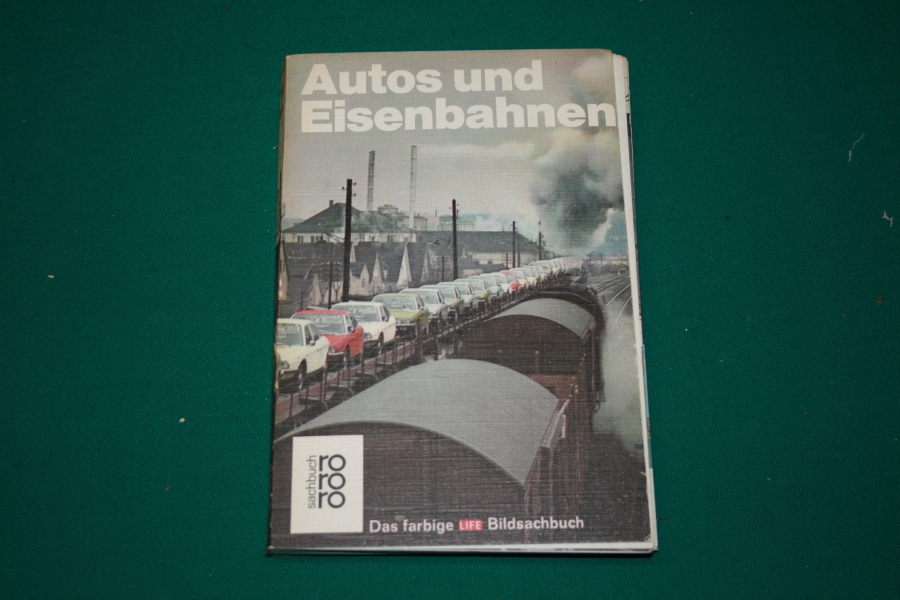 Autos und
Eisenbahnen
sachbuch
ro
ro
ro
Das farbige LIFE Bildsachbuch